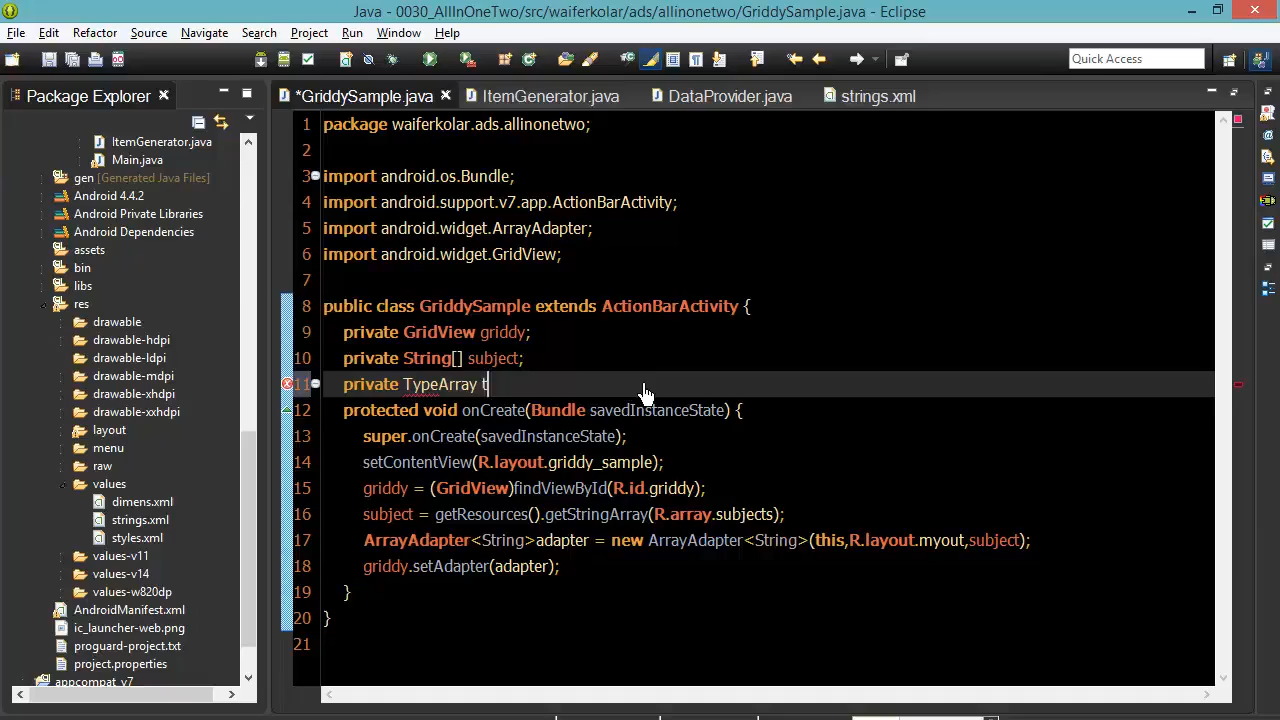 Java - 0030_AllInOneTwo/src/waiferkolar/ads/allinonetwo/GriddySample.java - Eclipse
File Edit Refactor Source Navigate Search Project Run Window Help
Quick Access
Package Explorer
*GriddySample.java ItemGenerator.java DataProvider.java strings.xml
ItemGenerator.java
Main.java
gen [Generated Java Files]
Android 4.4.2
Android Private Libraries
Android Dependencies
assets
bin
libs
res
drawable
drawable-hdpi
drawable-ldpi
drawable-mdpi
drawable-xhdpi
drawable-xxhdpi
layout
menu
raw
values
dimens.xml
strings.xml
styles.xml
values-v11
values-v14
values-w820dp
AndroidManifest.xml
ic_launcher-web.png
proguard-project.txt
project.properties
appcompat_v7
1 package waiferkolar.ads.allinonetwo;
2
3 import android.os.Bundle;
4 import android.support.v7.app.ActionBarActivity;
5 import android.widget.ArrayAdapter;
6 import android.widget.GridView;
7
8 public class GriddySample extends ActionBarActivity {
9 private GridView griddy;
10 private String[] subject;
11 private TypeArray t
12 protected void onCreate(Bundle savedInstanceState) {
13 super.onCreate(savedInstanceState);
14 setContentView(R.layout.griddy_sample);
15 griddy = (GridView)findViewById(R.id.griddy);
16 subject = getResources().getStringArray(R.array.subjects);
17 ArrayAdapter<String>adapter = new ArrayAdapter<String>(this,R.layout.myout,subject);
18 griddy.setAdapter(adapter);
19 }
20 }
21